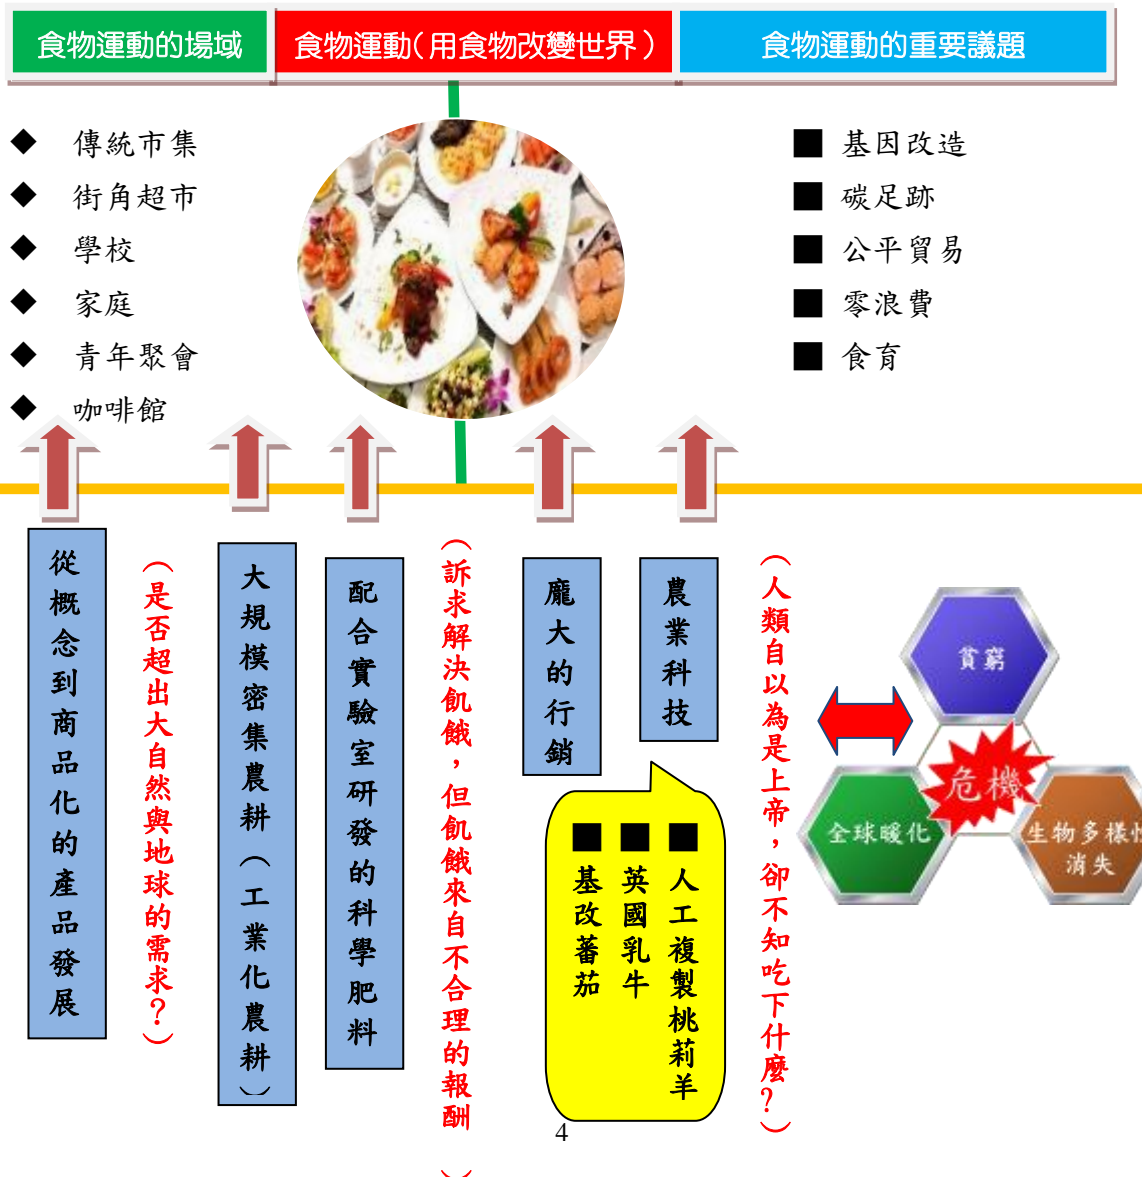 食物運動的場域
食物運動(用食物改變世界)
食物運動的重要議題
◆ 傳統市集
◆ 街角超市
◆ 學校
◆ 家庭
◆ 青年聚會
◆ 咖啡館
■ 基因改造
■ 碳足跡
■ 公平貿易
■ 零浪費
■ 食育
從概念到商品化的產品發展
(是否超出大自然與地球的需求?)
大規模密集農耕(工業化農耕)
配合實驗室研發的科學肥料
(訴求解決飢餓,但飢餓來自不合理的報酬 )
龐大的行銷
農業科技
■人工複製桃莉羊
■英國乳牛
■基改蕃茄
(人類自以為是上帝,卻不知吃下什麼?)
貧窮
危機
全球暖化
生物多樣性
消失
4